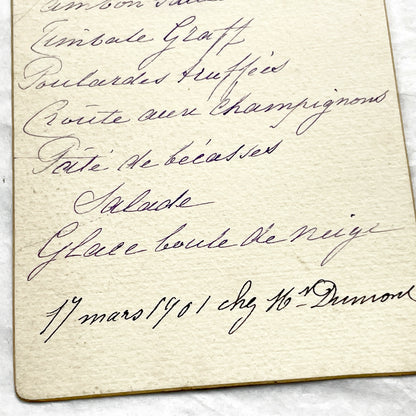 Jambon
Timbale Graff
Poulardes truffées
Croûte aux Champignons
Pâté de bécasses
Salade
Glace boule de neige
17 mars 1901 chez Mr Dumont